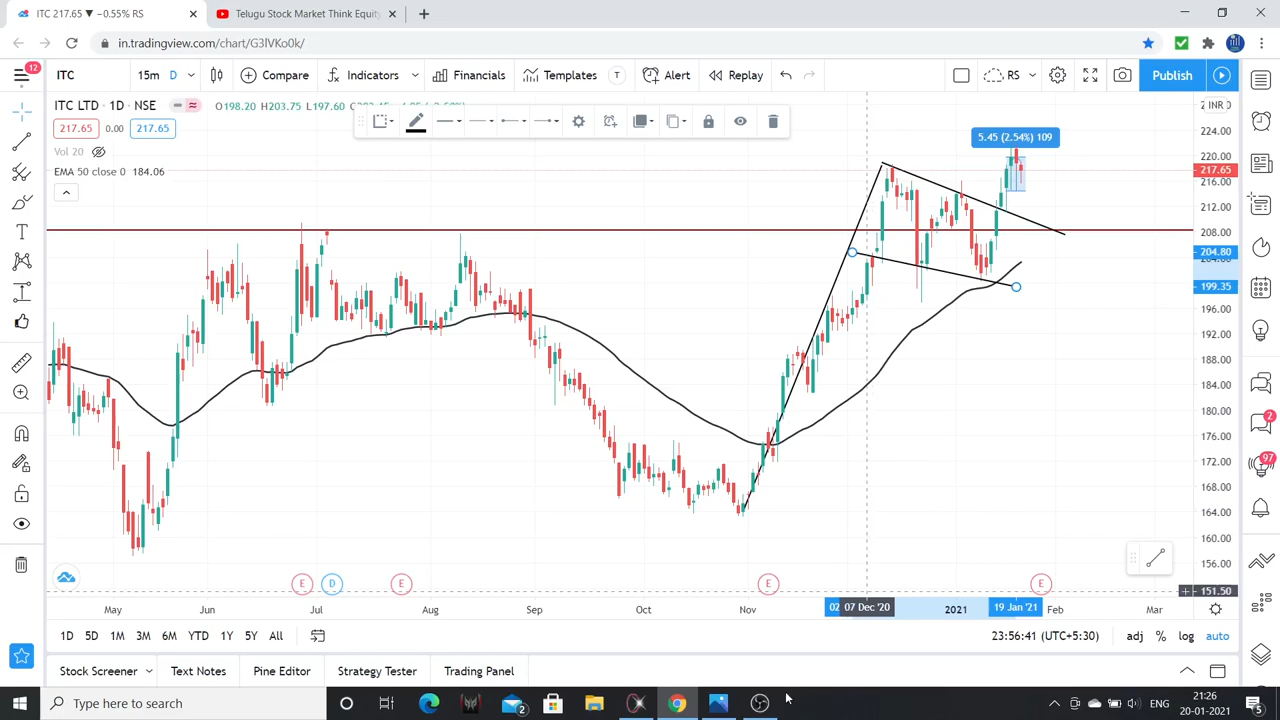 ITC 217.65 ▼ −0.55% RS
Telugu Stock Market Think Equity
in.tradingview.com/chart/G3lVKo0k/
12
ITC
15m
D
Compare
Indicators
Financials
Templates
T
Alert
Replay
RS
Publish
ITC LTD · 1D · NSE
O198.20 H203.75 L197.60
217.65 0.00 217.65
Vol 20
EMA 50 close 0 184.06
5.45 (2.54%) 109
INR
224.00
220.00
217.65
216.00
212.00
208.00
204.80
199.35
196.00
192.00
188.00
184.00
180.00
176.00
172.00
168.00
164.00
160.00
156.00
151.50
2
97
E D E E E
May Jun Jul Aug Sep Oct Nov 02 07 Dec '20 2021 19 Jan '21 Feb Mar
1D 5D 1M 3M 6M YTD 1Y 5Y All
23:56:41 (UTC+5:30) adj % log auto
Stock Screener Text Notes Pine Editor Strategy Tester Trading Panel
Type here to search
2
ENG
21:26
20-01-2021
5